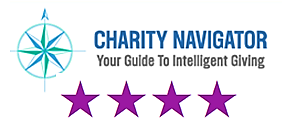 CHARITY NAVIGATOR
Your Guide To Intelligent Giving